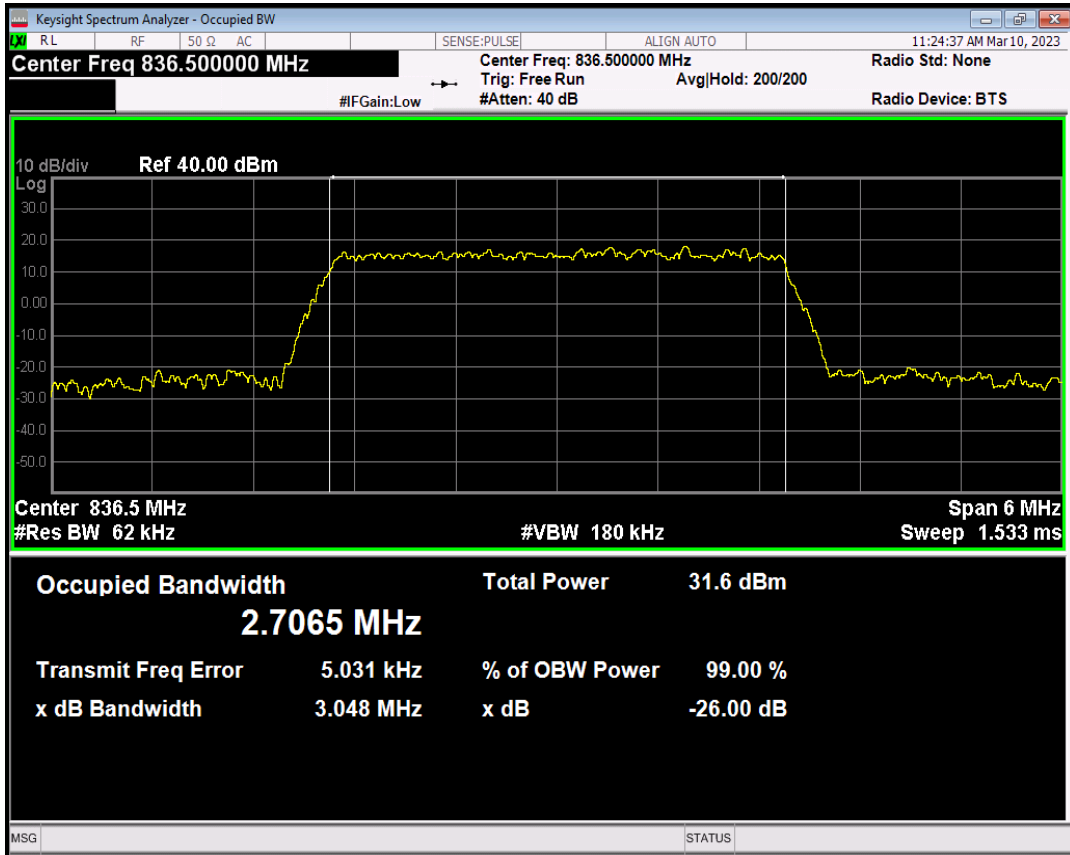 Keysight Spectrum Analyzer - Occupied BW
LXI RL RF 50 Ω AC SENSE:PULSE ALIGN AUTO 11:24:37 AM Mar 10, 2023
Center Freq 836.500000 MHz Center Freq: 836.500000 MHz Radio Std: None
Trig: Free Run Avg|Hold: 200/200
#IFGain:Low #Atten: 40 dB Radio Device: BTS
10 dB/div Ref 40.00 dBm
Log
30.0
20.0
10.0
0.00
-10.0
-20.0
-30.0
-40.0
-50.0
Center 836.5 MHz Span 6 MHz
#Res BW 62 kHz #VBW 180 kHz Sweep 1.533 ms
Occupied Bandwidth Total Power 31.6 dBm
2.7065 MHz
Transmit Freq Error 5.031 kHz % of OBW Power 99.00 %
x dB Bandwidth 3.048 MHz x dB -26.00 dB
MSG STATUS